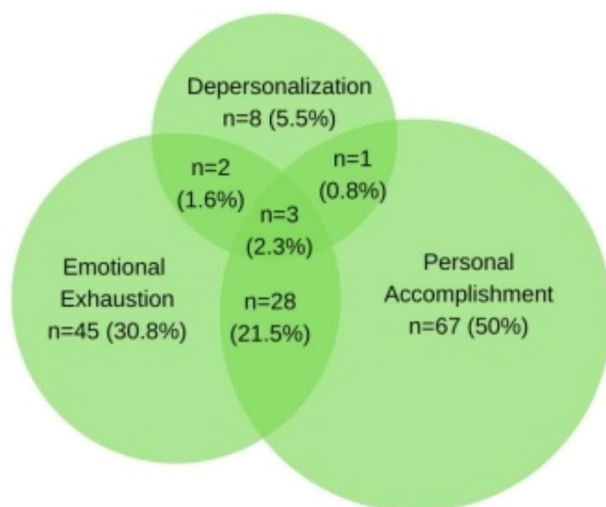 Depersonalization
n=8 (5.5%)
n=2
(1.6%)
n=1
(0.8%)
n=3
(2.3%)
Emotional
Exhaustion
n=45 (30.8%)
n=28
(21.5%)
Personal
Accomplishment
n=67 (50%)